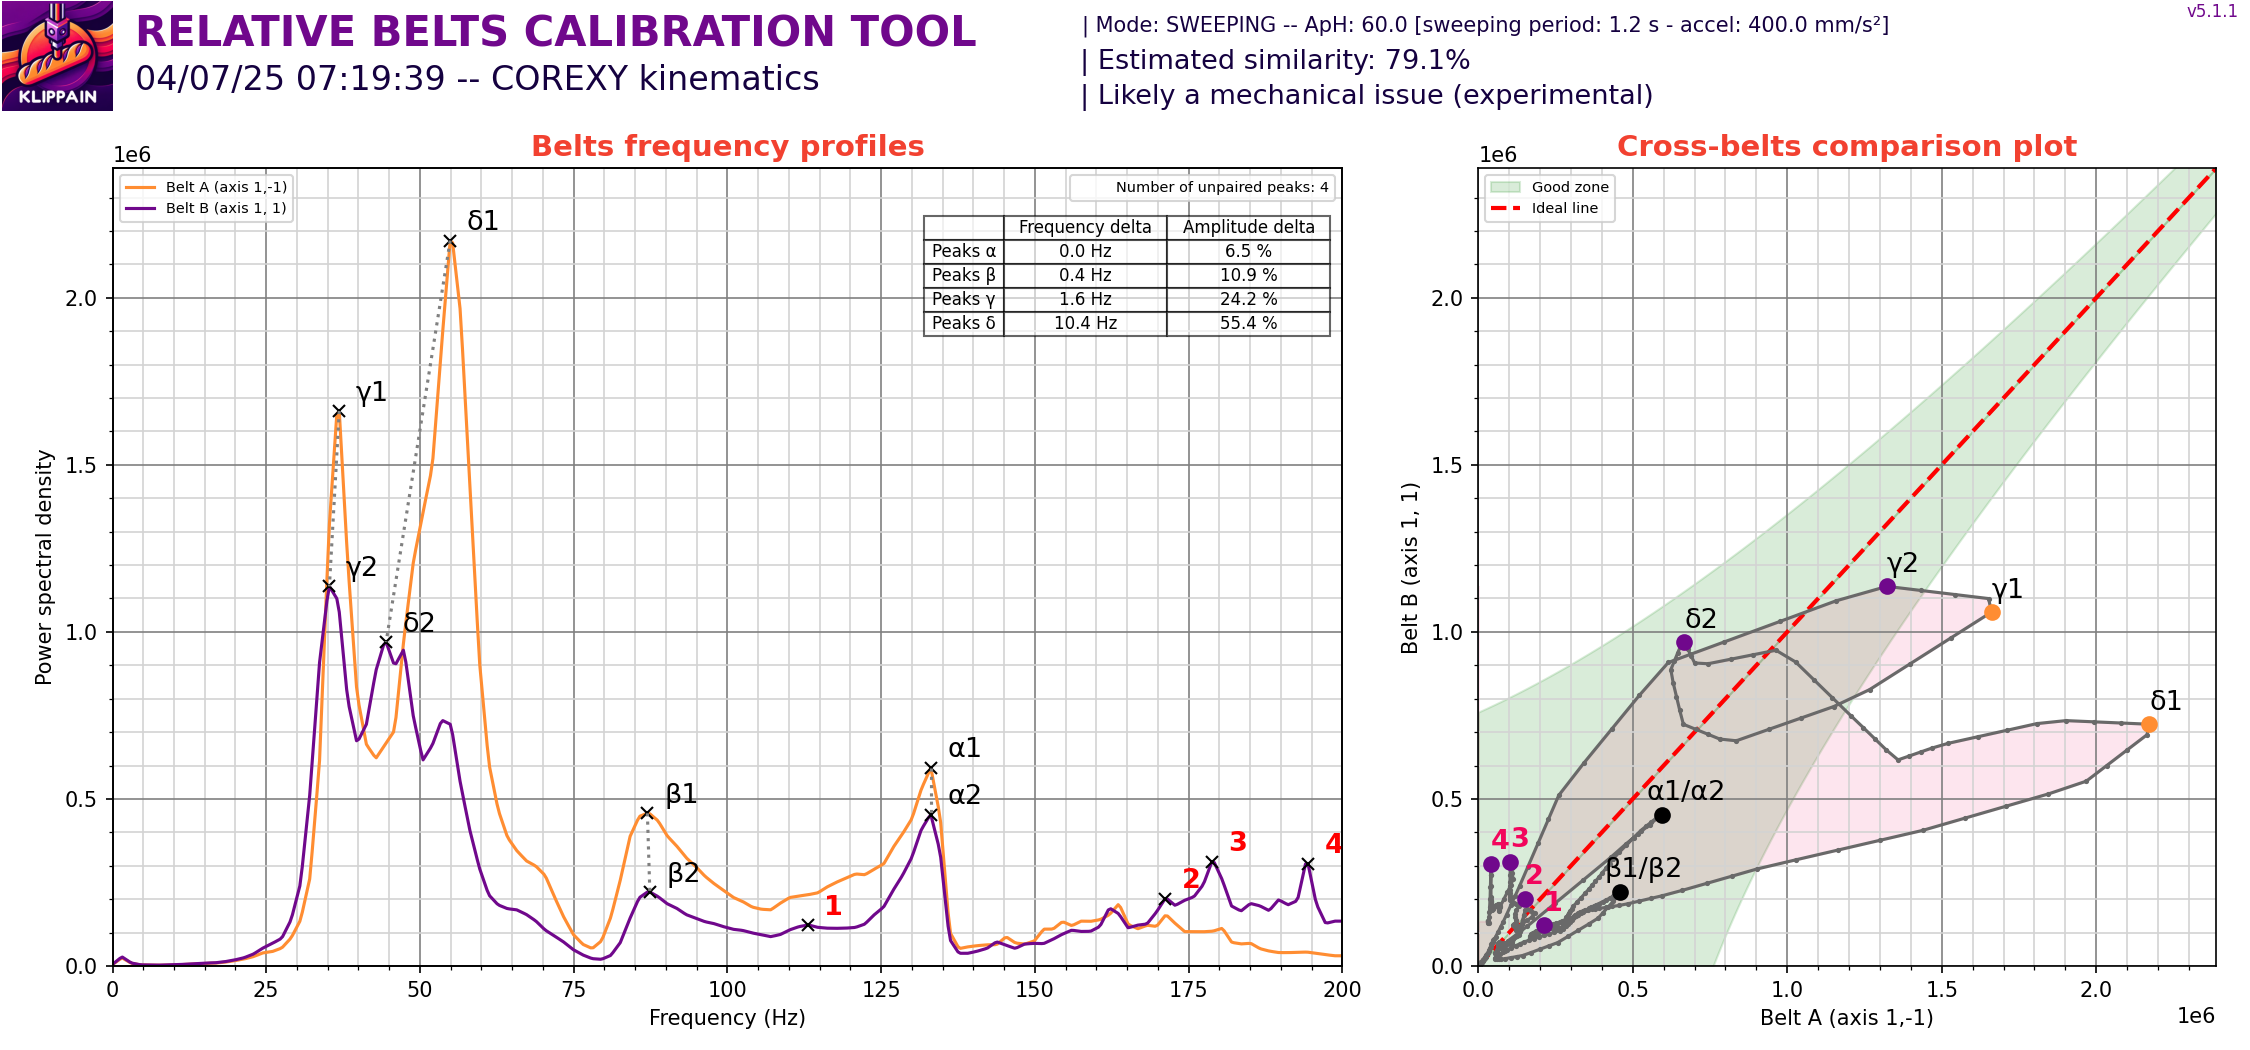 KLIPPAIN
RELATIVE BELTS CALIBRATION TOOL
04/07/25 07:19:39 -- COREXY kinematics
| Mode: SWEEPING -- ApH: 60.0 [sweeping period: 1.2 s - accel: 400.0 mm/s²]
| Estimated similarity: 79.1%
| Likely a mechanical issue (experimental)
v5.1.1
Belts frequency profiles
1e6
Belt A (axis 1,-1)
Belt B (axis 1, 1)
Number of unpaired peaks: 4
Frequency delta Amplitude delta
Peaks α 0.0 Hz 6.5 %
Peaks β 0.4 Hz 10.9 %
Peaks γ 1.6 Hz 24.2 %
Peaks δ 10.4 Hz 55.4 %
δ1
γ1
γ2
δ2
β1
β2
α1
α2
1
2
3
4
2.0
1.5
1.0
0.5
0.0
Power spectral density
0 25 50 75 100 125 150 175 200
Frequency (Hz)
Cross-belts comparison plot
1e6
Good zone
Ideal line
γ2
γ1
δ2
δ1
α1/α2
β1/β2
4
3
2
1
2.0
1.5
1.0
0.5
0.0
Belt B (axis 1, 1)
0.0 0.5 1.0 1.5 2.0
Belt A (axis 1,-1)
1e6